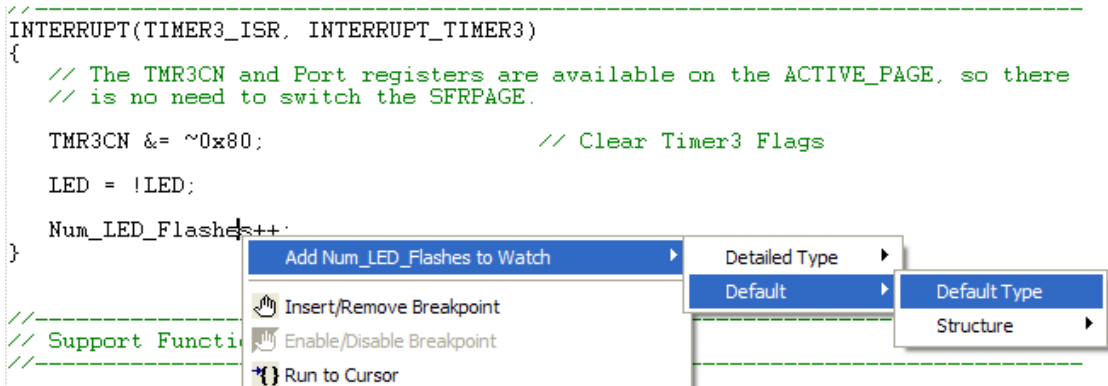 //------------------------------------------------------------------------------
INTERRUPT(TIMER3_ISR, INTERRUPT_TIMER3)
{
// The TMR3CN and Port registers are available on the ACTIVE_PAGE, so there
// is no need to switch the SFRPAGE.
TMR3CN &= ~0x80; // Clear Timer3 Flags
LED = !LED;
Num_LED_Flashes++;
}
Add Num_LED_Flashes to Watch
Detailed Type
Default
Default Type
Structure
Insert/Remove Breakpoint
Enable/Disable Breakpoint
Run to Cursor
//------------------------------------------------------------------------------
// Support Functi
//------------------------------------------------------------------------------